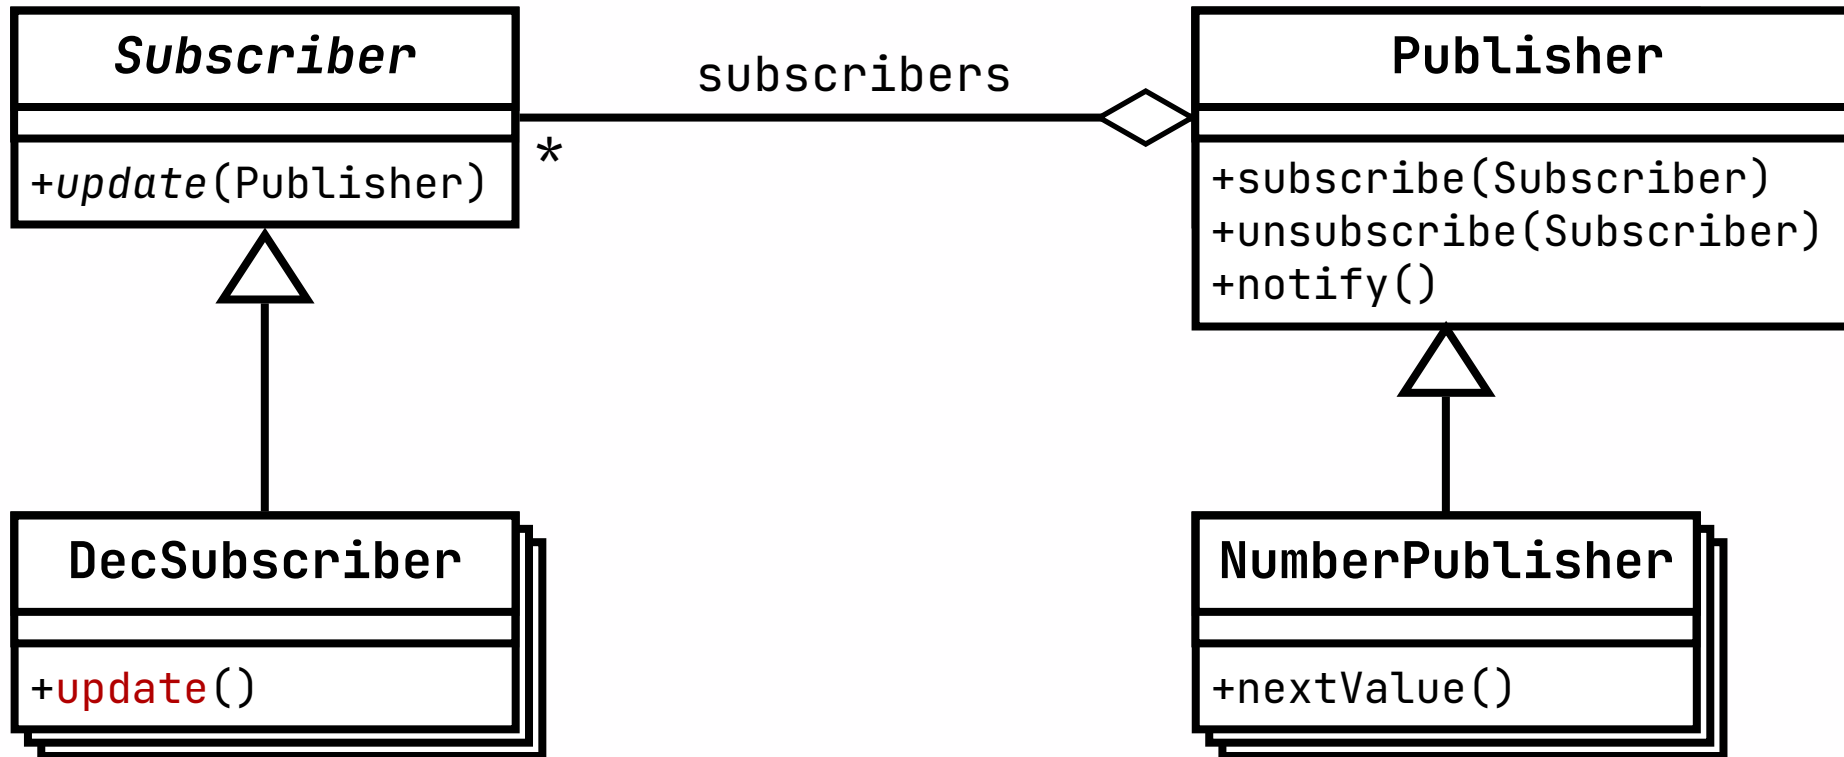 Subscriber
+update(Publisher)
subscribers
*
Publisher
+subscribe(Subscriber)
+unsubscribe(Subscriber)
+notify()
DecSubscriber
+update()
NumberPublisher
+nextValue()